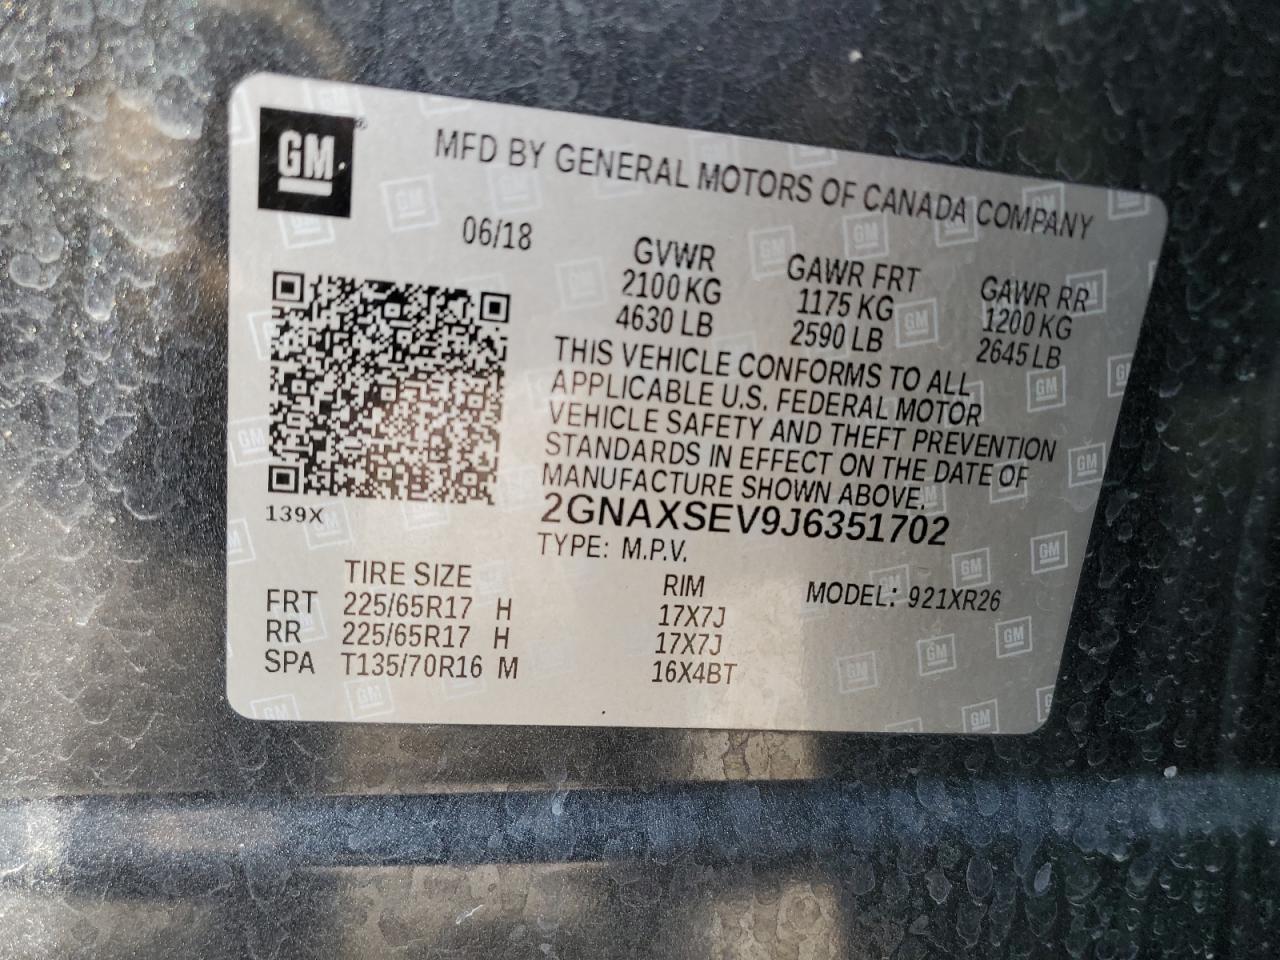 GM
MFD BY GENERAL MOTORS OF CANADA COMPANY
06/18
GVWR GAWR FRT GAWR RR
2100 KG 1175 KG 1200 KG
4630 LB 2590 LB 2645 LB
THIS VEHICLE CONFORMS TO ALL
APPLICABLE U.S. FEDERAL MOTOR
VEHICLE SAFETY AND THEFT PREVENTION
STANDARDS IN EFFECT ON THE DATE OF
MANUFACTURE SHOWN ABOVE.
139X
2GNAXSEV9J6351702
TYPE: M.P.V.
TIRE SIZE RIM MODEL: 921XR26
FRT 225/65R17 H 17X7J
RR 225/65R17 H 17X7J
SPA T135/70R16 M 16X4BT